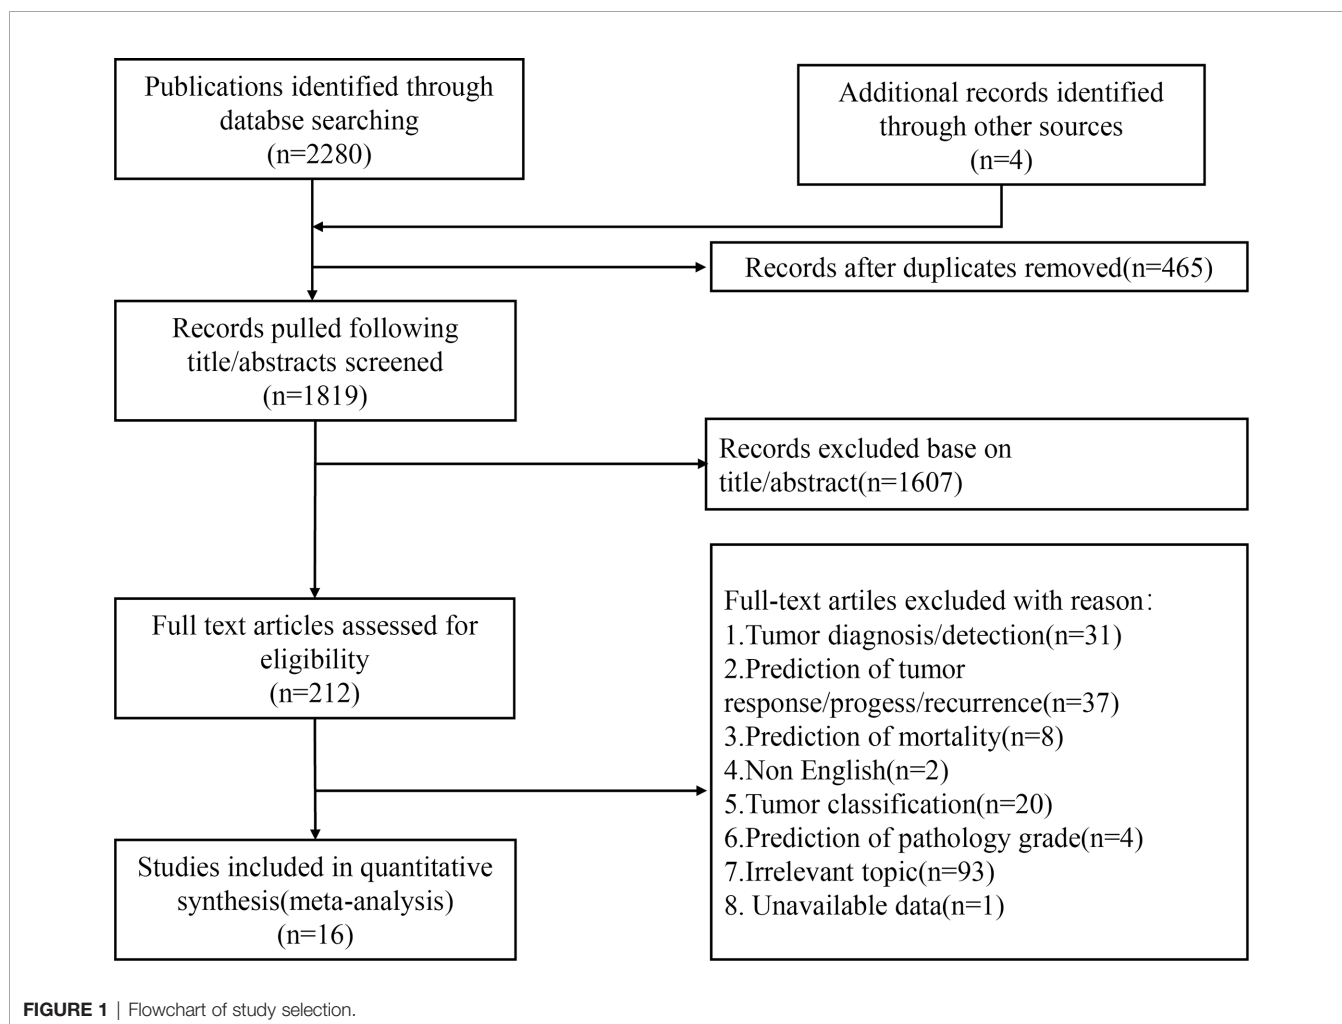 Publications identified through
databse searching
(n=2280)
Additional records identified
through other sources
(n=4)
Records after duplicates removed(n=465)
Records pulled following
title/abstracts screened
(n=1819)
Records excluded base on
title/abstract(n=1607)
Full text articles assessed for
eligibility
(n=212)
Full-text artiles excluded with reason:
1.Tumor diagnosis/detection(n=31)
2.Prediction of tumor
response/progess/recurrence(n=37)
3.Prediction of mortality(n=8)
4.Non English(n=2)
5.Tumor classification(n=20)
6.Prediction of pathology grade(n=4)
7.Irrelevant topic(n=93)
8. Unavailable data(n=1)
Studies included in quantitative
synthesis(meta-analysis)
(n=16)
FIGURE 1 | Flowchart of study selection.